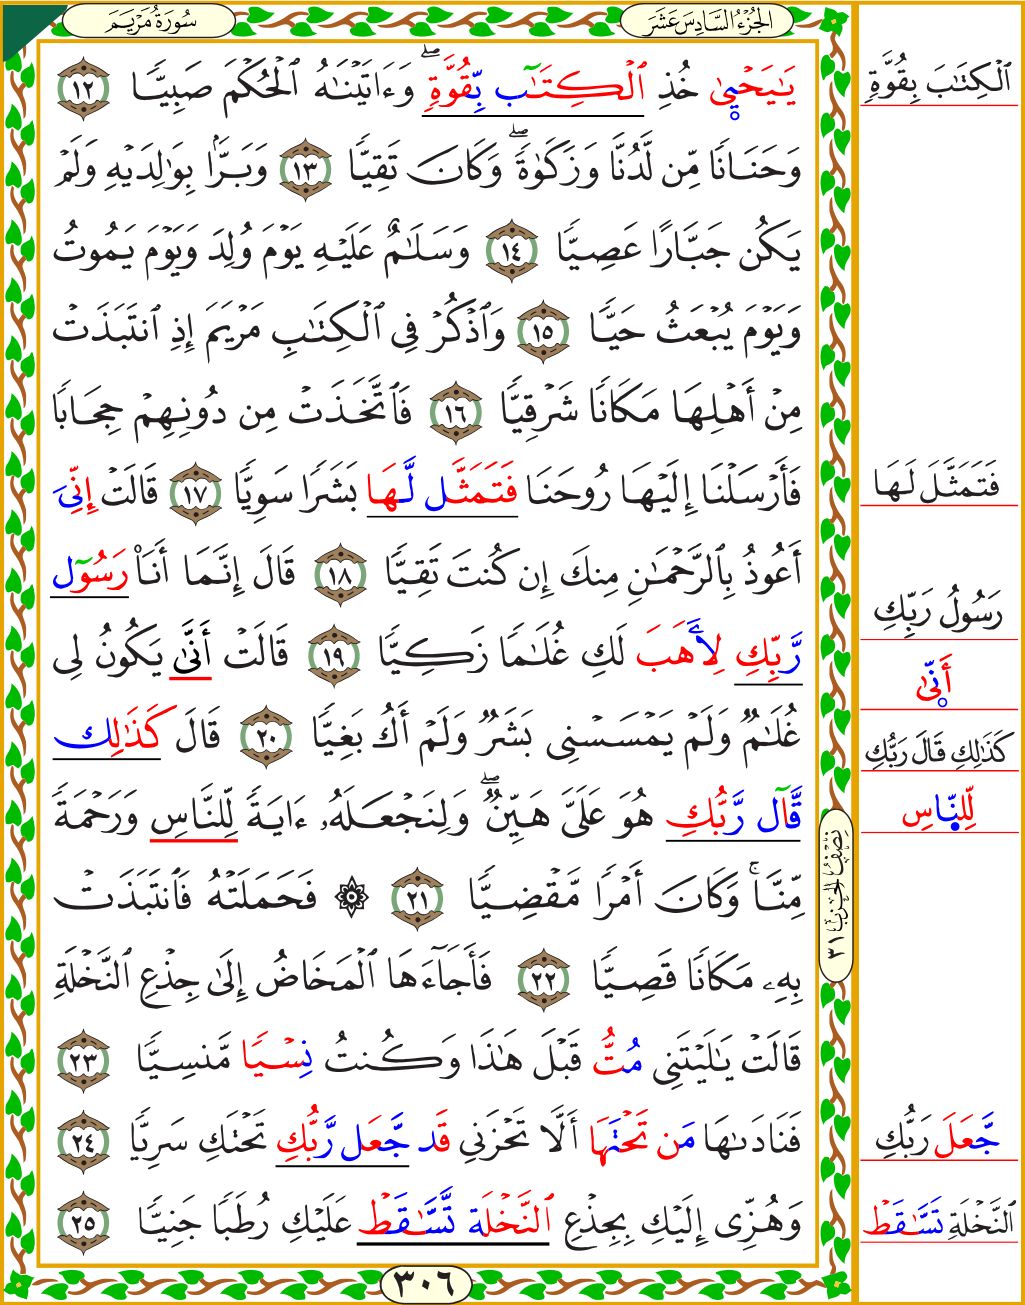 سُورَةُ مَرْيَمَ
الجُزْءُ السَّادِسَ عَشَرَ
يَـٰيَحۡيۭىٰ خُذِ ٱلۡكِتَـٰٓب بِّقُوَّةٍۖ وَءَاتَيۡنَـٰهُ ٱلۡحُكۡمَ صَبِيّٗا ١٢
وَحَنَانٗا مِّن لَّدُنَّا وَزَكَوٰةٗۖ وَكَانَ تَقِيّٗا ١٣ وَبَرَّۢا بِوَٰلِدَيۡهِ وَلَمۡ
يَكُن جَبَّارًا عَصِيّٗا ١٤ وَسَلَـٰمٌ عَلَيۡهِ يَوۡمَ وُلِدَ وَيَوۡمَ يَمُوتُ
وَيَوۡمَ يُبۡعَثُ حَيّٗا ١٥ وَٱذۡكُرۡ فِي ٱلۡكِتَـٰبِ مَرۡيَمَ إِذِ ٱنتَبَذَتۡ
مِنۡ أَهۡلِهَا مَكَانٗا شَرۡقِيّٗا ١٦ فَٱتَّخَذَتۡ مِن دُونِهِمۡ حِجَابٗا
فَأَرۡسَلۡنَا إِلَيۡهَا رُوحَنَا فَتَمَثَّل لَّهَا بَشَرٗا سَوِيّٗا ١٧ قَالَتۡ إِنِّيَ
أَعُوذُ بِٱلرَّحۡمَـٰنِ مِنكَ إِن كُنتَ تَقِيّٗا ١٨ قَالَ إِنَّمَا أَنَا۠ رَسُوٓل
رَّبِّكِ لِأَهَبَ لَكِ غُلَـٰمٗا زَكِيّٗا ١٩ قَالَتۡ أَنَّىٰ يَكُونُ لِي
غُلَـٰمٞ وَلَمۡ يَمۡسَسۡنِي بَشَرٞ وَلَمۡ أَكُ بَغِيّٗا ٢٠ قَالَ كَذَٰلِك
قَّالٓ رَّبُّكِ هُوَ عَلَيَّ هَيِّنٞۖ وَلِنَجۡعَلَهُۥ ءَايَةٗ لِّلنَّاسِ وَرَحۡمَةٗ
مِّنَّاۚ وَكَانَ أَمۡرٗا مَّقۡضِيّٗا ٢١ ۞ فَحَمَلَتۡهُ فَٱنتَبَذَتۡ
بِهِۦ مَكَانٗا قَصِيّٗا ٢٢ فَأَجَآءَهَا ٱلۡمَخَاضُ إِلَىٰ جِذۡعِ ٱلنَّخۡلَةِ
قَالَتۡ يَـٰلَيۡتَنِي مُتُّ قَبۡلَ هَـٰذَا وَكُنتُ نِسۡيٗا مَّنسِيّٗا ٢٣
فَنَادَىٰهَا مَن تَحۡتَهَا أَلَّا تَحۡزَنِي قَد جَّعَل رَّبُّكِ تَحۡتَكِ سَرِيّٗا ٢٤
وَهُزِّي إِلَيۡكِ بِجِذۡعِ ٱلنَّخۡلَة تَّسَّـٰقَطۡ عَلَيۡكِ رُطَبٗا جَنِيّٗا ٢٥
٣٠٦
ٱلۡكِتَـٰبَ بِقُوَّةٍ
فَتَمَثَّلَ لَهَا
رَسُولُ رَبِّكِ
أَنّۭىٰ
كَذَٰلِكِ قَالَ رَبُّكِ
لِّلنَّاسِ
جَّعَلَ رَبُّكِ
ٱلنَّخۡلَةِ تَسَّـٰقَطۡ
نِصْفُ الحِزْبِ ٣١